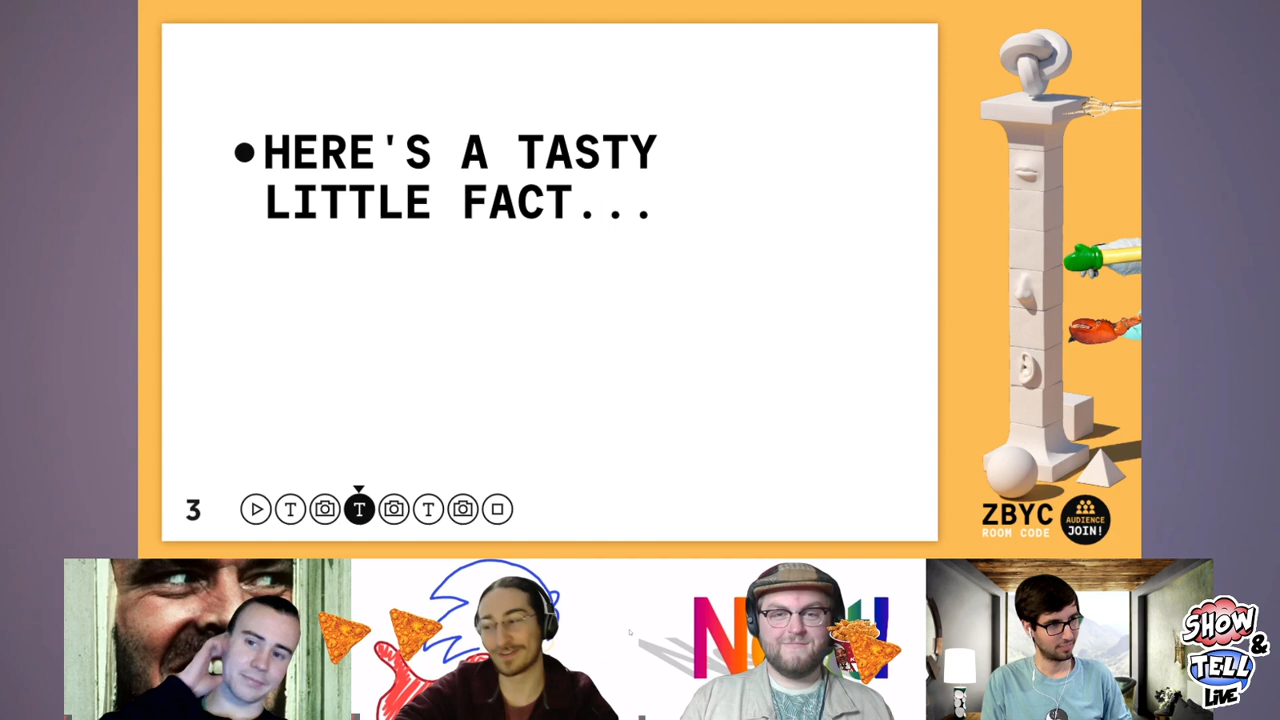 •HERE'S A TASTY
LITTLE FACT...
3
T
T
T
ZBYC
ROOM CODE
AUDIENCE
JOIN!
SHOW
&
TELL
LIVE